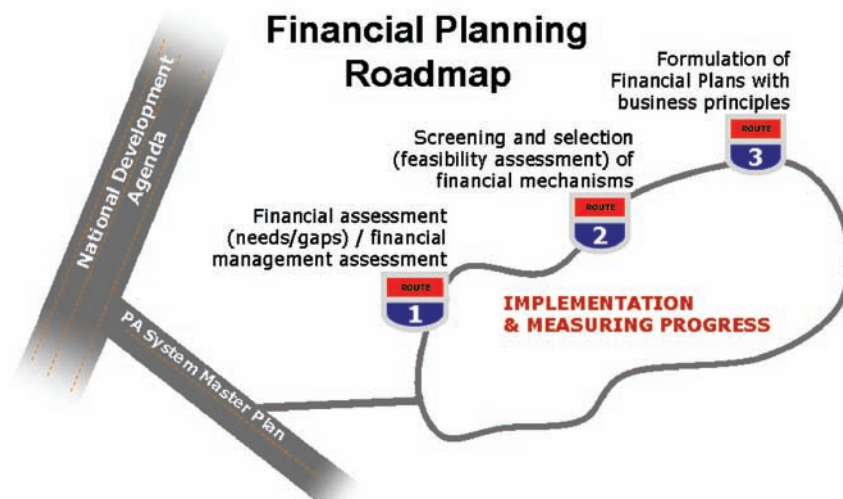 Financial Planning
Roadmap
National Development
Agenda
PA System Master Plan
Financial assessment
(needs/gaps) / financial
management assessment
ROUTE
1
Screening and selection
(feasibility assessment) of
financial mechanisms
ROUTE
2
Formulation of
Financial Plans with
business principles
ROUTE
3
IMPLEMENTATION
& MEASURING PROGRESS